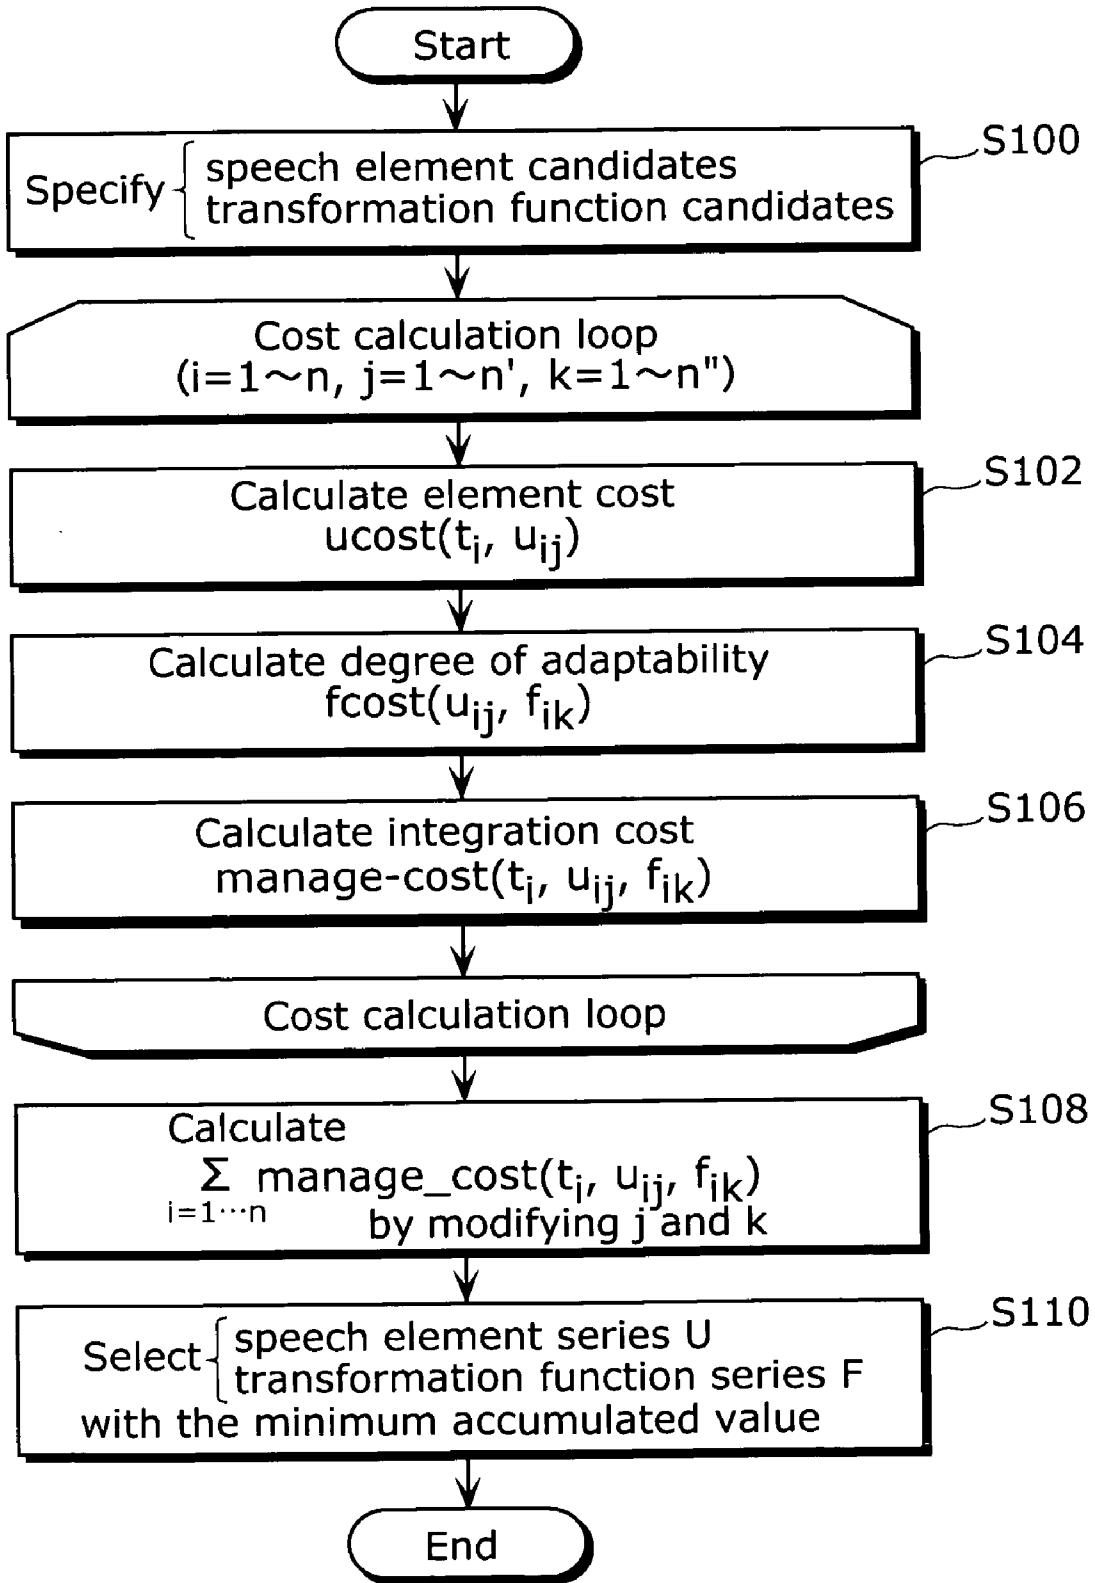 Start
S100
Specify { speech element candidates
transformation function candidates
Cost calculation loop
(i=1～n, j=1～n', k=1～n")
S102
Calculate element cost
ucost(tᵢ, uᵢⱼ)
S104
Calculate degree of adaptability
fcost(uᵢⱼ, fᵢₖ)
S106
Calculate integration cost
manage-cost(tᵢ, uᵢⱼ, fᵢₖ)
Cost calculation loop
S108
Calculate
Σ manage_cost(tᵢ, uᵢⱼ, fᵢₖ)
i=1···n by modifying j and k
S110
Select { speech element series U
transformation function series F
with the minimum accumulated value
End